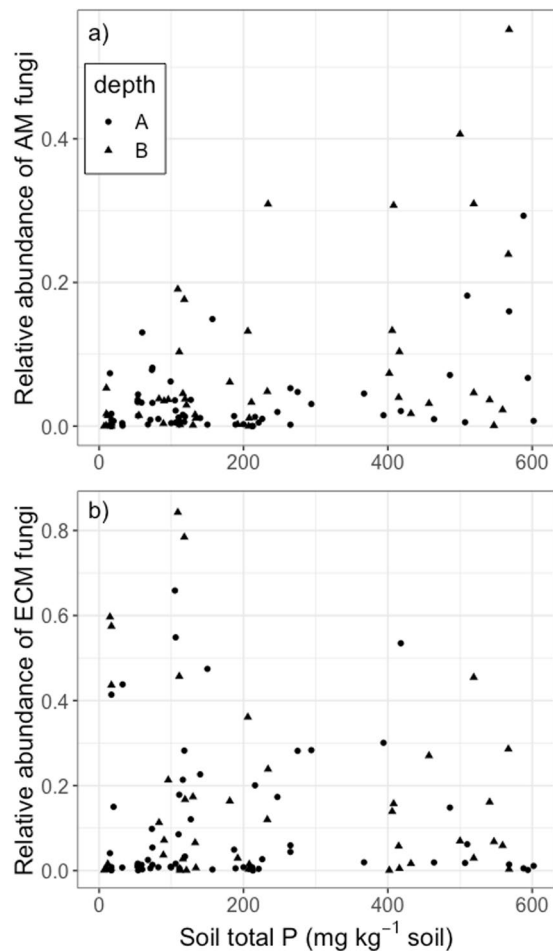 a)
depth
A
B
Relative abundance of AM fungi
0.4
0.2
0.0
0
200
400
600
b)
Relative abundance of ECM fungi
0.8
0.6
0.4
0.2
0.0
0
200
400
600
Soil total P (mg kg⁻¹ soil)